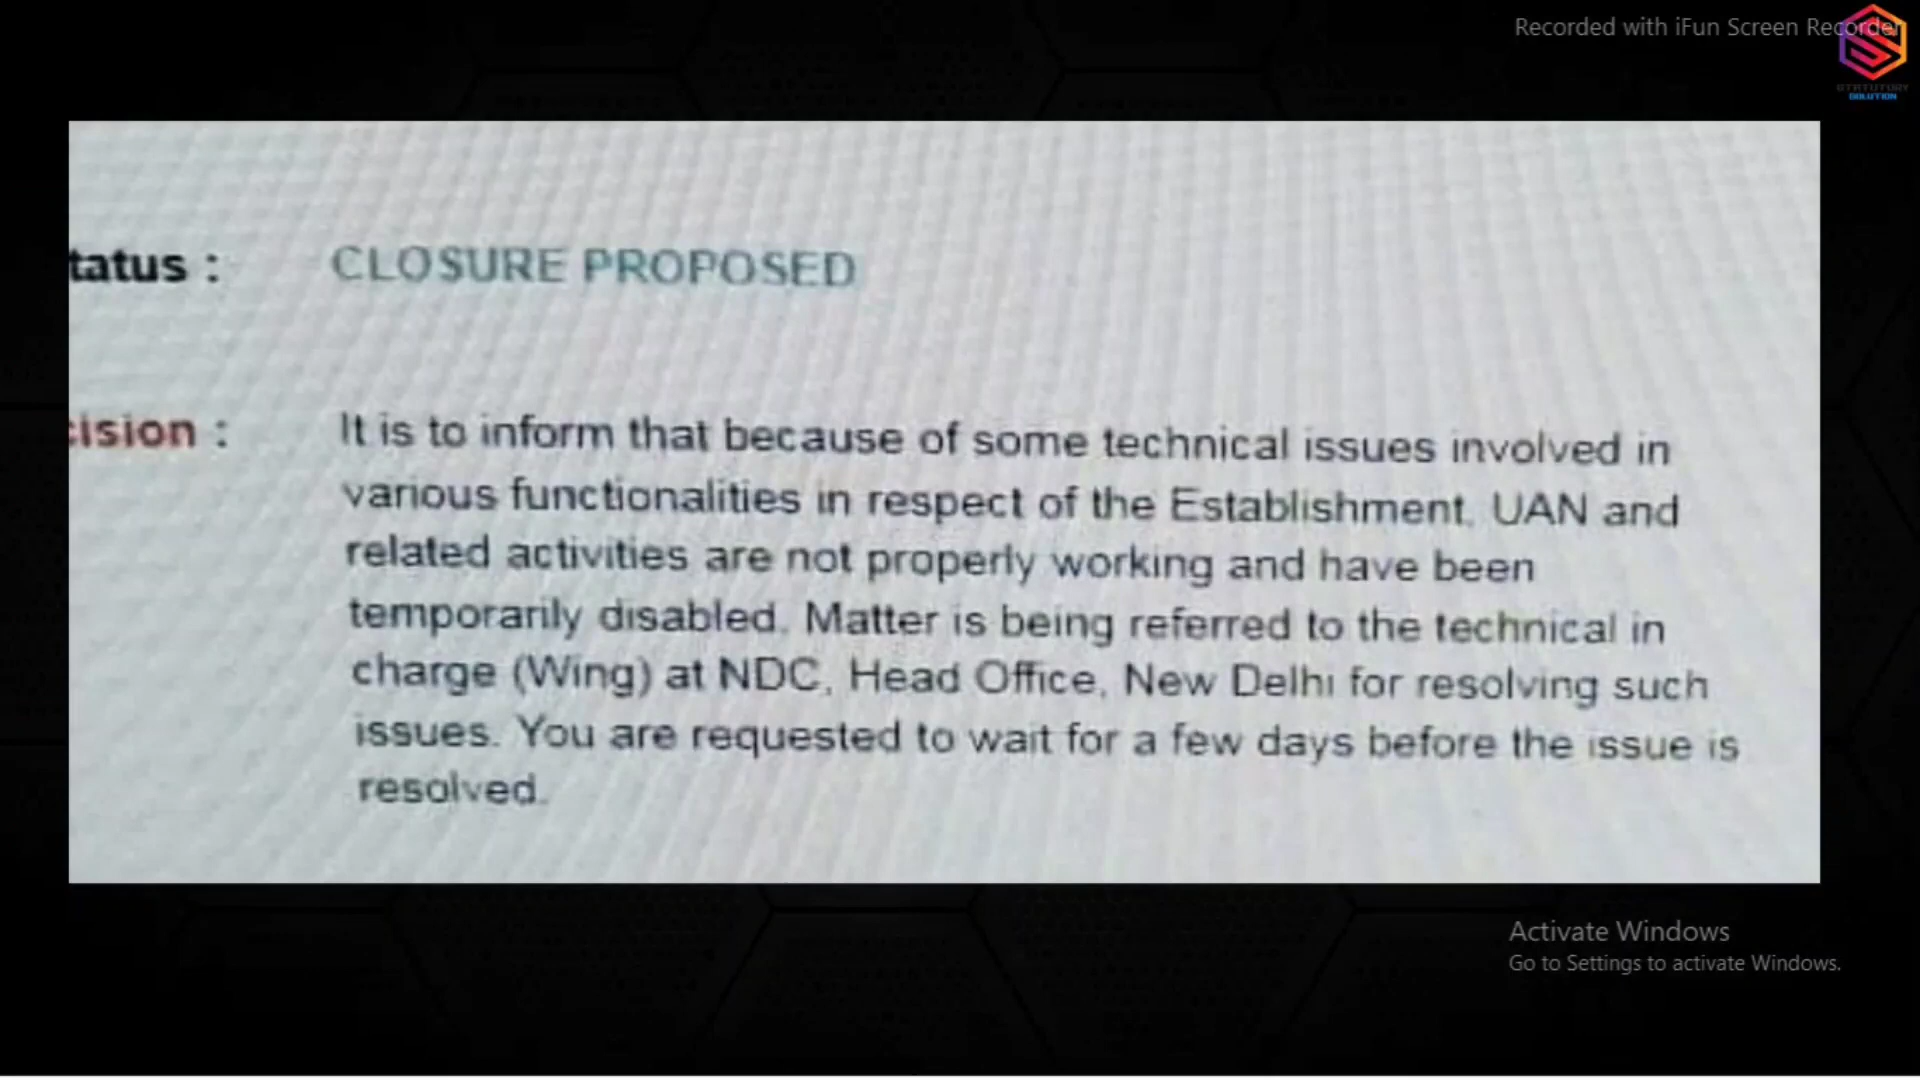 Recorded with iFun Screen Recorder
STATUTORY
SOLUTION
tatus : CLOSURE PROPOSED
cision : It is to inform that because of some technical issues involved in
various functionalities in respect of the Establishment, UAN and
related activities are not properly working and have been
temporarily disabled. Matter is being referred to the technical in
charge (Wing) at NDC, Head Office, New Delhi for resolving such
issues. You are requested to wait for a few days before the issue is
resolved.
Activate Windows
Go to Settings to activate Windows.